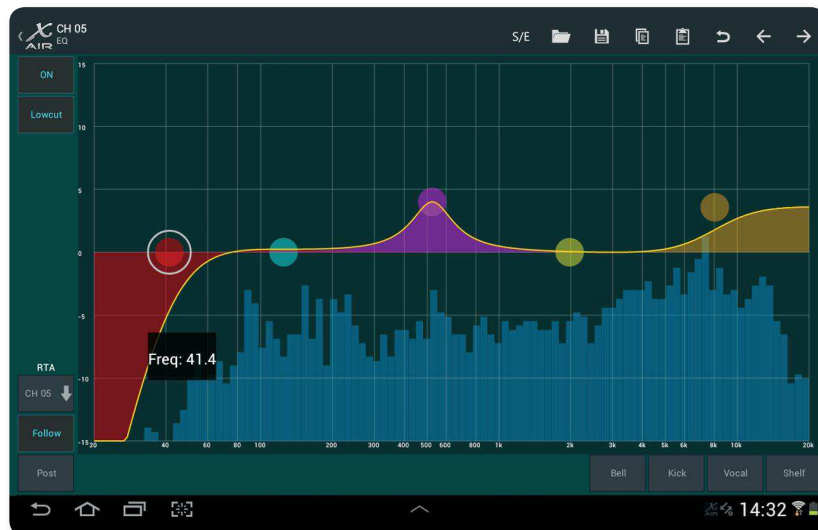 X AIR CH 05
EQ
S/E
ON
Lowcut
15
10
5
0
-5
-10
-15
Freq: 41.4
RTA
CH 05
Follow
Post
20 40 60 80 100 200 300 400 500 600 800 1k 2k 3k 4k 5k 6k 8k 10k 20k
Bell Kick Vocal Shelf
14:32